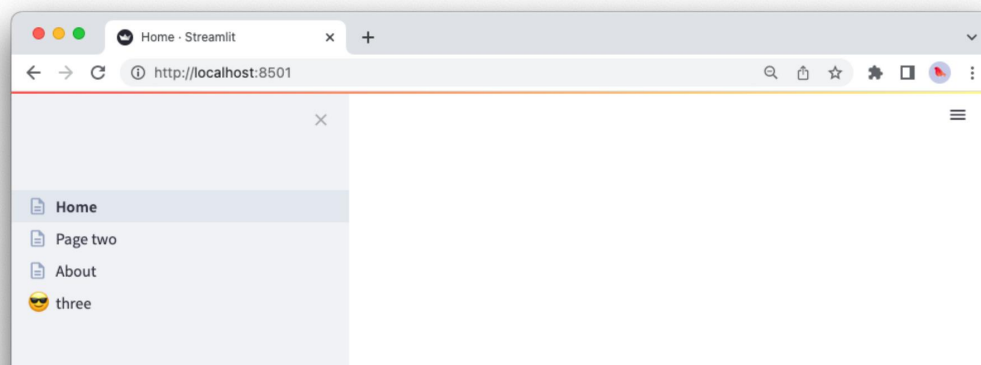 Home · Streamlit
http://localhost:8501
Home
Page two
About
three